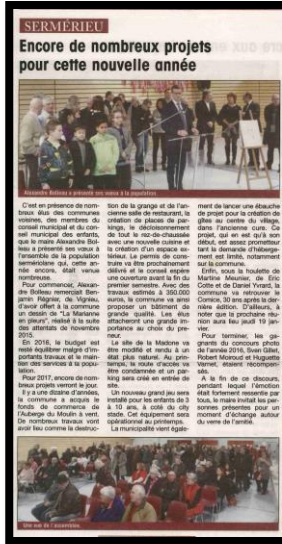 SERMÉRIEU
Encore de nombreux projets
pour cette nouvelle année
Alexandre Bolleau a présenté ses vœux à la population.
C'est en présence de nom-
breux élus des communes
voisines, des membres du
conseil municipal et du con-
seil municipal des enfants,
que le maire Alexandre Bol-
leau a présenté ses vœux à
l'ensemble de la population
sermériolane qui, cette an-
née encore, était venue
nombreuse.
Pour commencer, Alexan-
dre Bolleau remerciait Ben-
jamin Régnier, de Vignieu,
d'avoir offert à la commune
un dessin de "La Marianne
en pleurs", réalisé à la suite
des attentats de novembre
2015.
En 2016, le budget est
resté équilibré malgré d'im-
portants travaux et le main-
tien des services à la popu-
lation.
Pour 2017, encore de nom-
breux projets verront le jour.
Il y a une dizaine d'années,
la commune a acquis le
fonds de commerce de
l'Auberge du Moulin à vent.
De nombreux travaux vont
avoir lieu comme la destruc-
tion de la grange et de l'an-
cienne salle de restaurant, la
création de places de par-
kings, le décloisonnement
de tout le rez-de-chaussée
avec une nouvelle cuisine et
la création d'un espace ex-
térieur. Le permis de cons-
truire va être prochainement
délivré et le conseil espère
une ouverture avant la fin du
premier semestre. Avec des
travaux estimés à 350.000
euros, la commune va ainsi
proposer un bâtiment de
grande qualité. Les élus
attacheront une grande im-
portance au choix du pre-
neur.
Le site de la Madone va
être modifié et rendu à un
état plus naturel. Au prin-
temps, la route d'accès va
être condamnée et un par-
king sera créé en entrée de
site.
Un nouveau grand jeu sera
installé pour les enfants de 3
à 10 ans, à coté du city
stade. Cet équipement sera
opérationnel au printemps.
La municipalité vient égale-
ment de lancer une ébauche
de projet pour la création de
gîtes au centre du village,
dans l'ancienne cure. Ce
projet, qui en est qu'à son
début, est assez prometteur
tant la demande d'héberge-
ment est limité, notamment
sur la commune.
Enfin, sous la houlette de
Martine Meunier, de Eric
Cotte et de Daniel Yvrard, la
commune va retrouver le
Comice, 30 ans après la der-
nière édition. D'ailleurs, à
noter que la prochaine réu-
nion aura lieu jeudi 19 jan-
vier.
Pour terminer, les ga-
gnants du concours photo
de l'année 2016, Sven Gillet,
Robert Moiroud et Huguette
Varnet, étaient récompen-
sés.
A la fin de ce discours,
pendant lequel l'émotion
était fortement ressentie par
tous, le maire invitait les per-
sonnes présentes pour un
moment d'échange autour
du verre de l'amitié.
Une vue de l'assemblée.